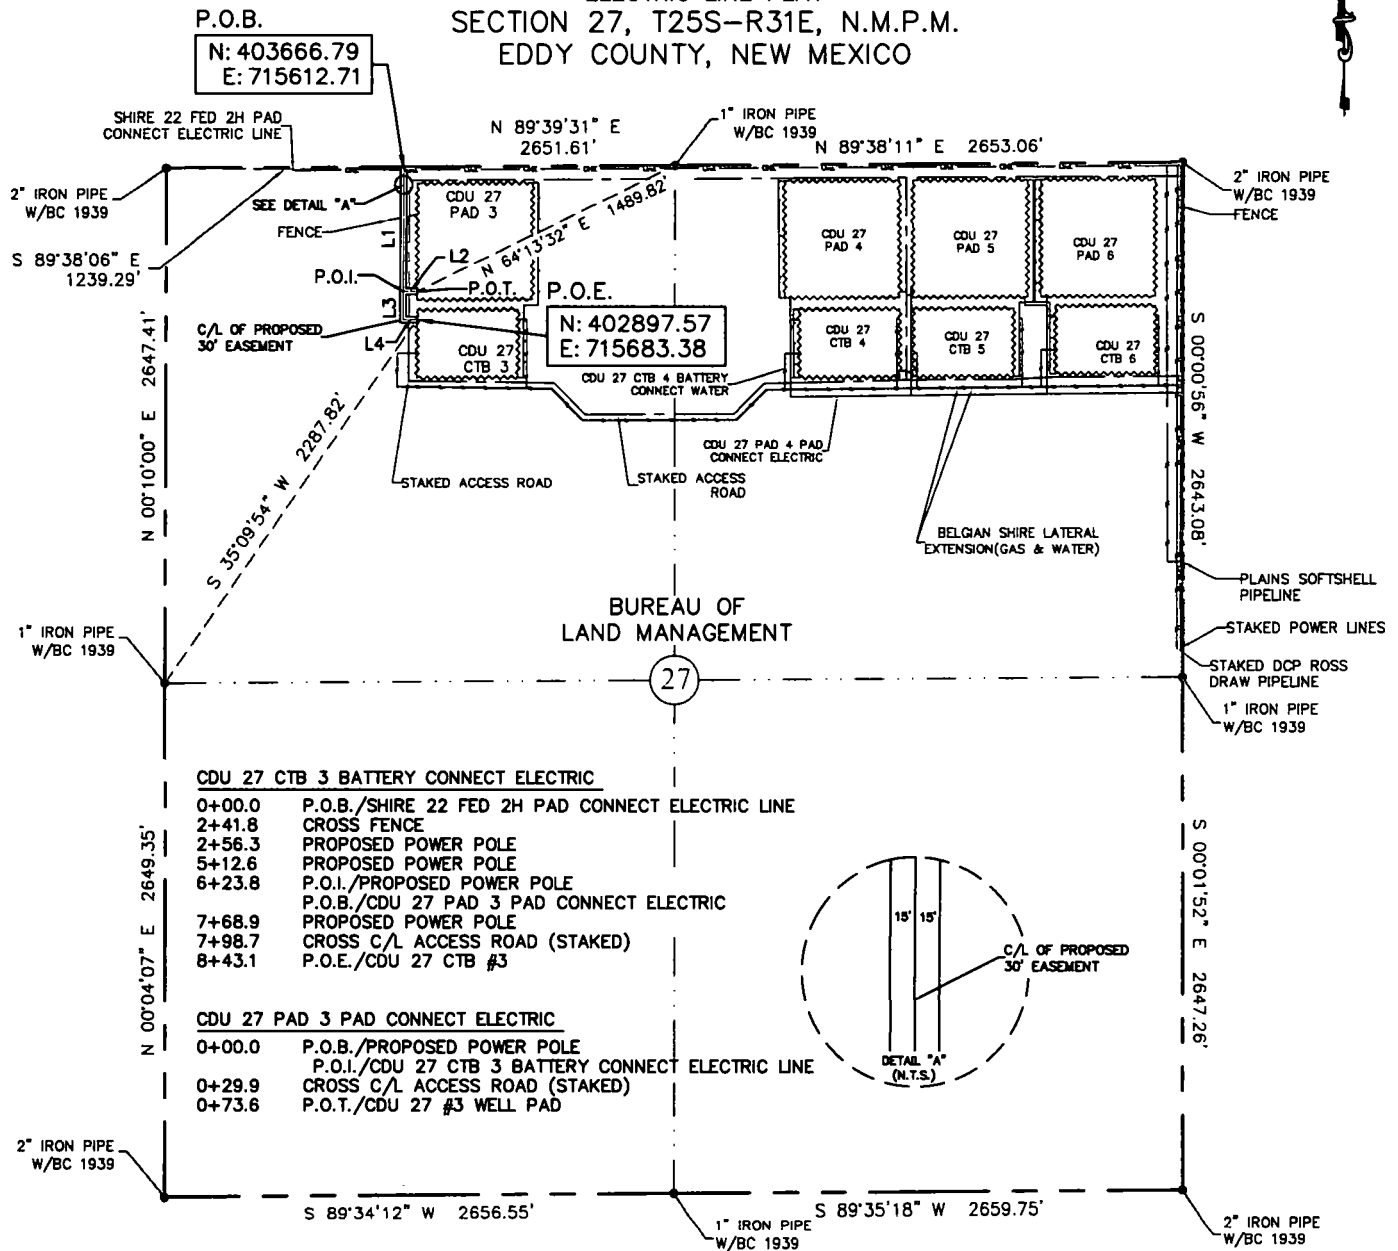 P.O.B.
SECTION 27, T25S-R31E, N.M.P.M.
EDDY COUNTY, NEW MEXICO
N: 403666.79
E: 715612.71
SHIRE 22 FED 2H PAD
CONNECT ELECTRIC LINE
N 89°39'31" E
2651.61'
1" IRON PIPE
W/BC 1939
N 89°38'11" E 2653.06'
2" IRON PIPE
W/BC 1939
2" IRON PIPE
W/BC 1939
FENCE
SEE DETAIL "A"
FENCE
S 89°38'06" E
1239.29'
CDU 27
PAD 3
N 64°13'32" E 1489.82'
CDU 27
PAD 4
CDU 27
PAD 5
CDU 27
PAD 6
L1
L2
P.O.I.
P.O.T.
L3
P.O.E.
N: 402897.57
E: 715683.38
C/L OF PROPOSED
30' EASEMENT
L4
CDU 27
CTB 3
CDU 27
CTB 4
CDU 27
CTB 5
CDU 27
CTB 6
CDU 27 CTB 4 BATTERY
CONNECT WATER
N 00°10'00" E 2647.41'
S 35°09'54" W 2287.82'
S 00°00'56" W 2643.08'
CDU 27 PAD 4 PAD
CONNECT ELECTRIC
STAKED ACCESS ROAD
STAKED ACCESS
ROAD
BELGIAN SHIRE LATERAL
EXTENSION(GAS & WATER)
PLAINS SOFTSHELL
PIPELINE
BUREAU OF
LAND MANAGEMENT
STAKED POWER LINES
STAKED DCP ROSS
DRAW PIPELINE
1" IRON PIPE
W/BC 1939
27
1" IRON PIPE
W/BC 1939
CDU 27 CTB 3 BATTERY CONNECT ELECTRIC
0+00.0 P.O.B./SHIRE 22 FED 2H PAD CONNECT ELECTRIC LINE
2+41.8 CROSS FENCE
2+56.3 PROPOSED POWER POLE
5+12.6 PROPOSED POWER POLE
6+23.8 P.O.I./PROPOSED POWER POLE
P.O.B./CDU 27 PAD 3 PAD CONNECT ELECTRIC
7+68.9 PROPOSED POWER POLE
7+98.7 CROSS C/L ACCESS ROAD (STAKED)
8+43.1 P.O.E./CDU 27 CTB #3
CDU 27 PAD 3 PAD CONNECT ELECTRIC
0+00.0 P.O.B./PROPOSED POWER POLE
P.O.I./CDU 27 CTB 3 BATTERY CONNECT ELECTRIC LINE
0+29.9 CROSS C/L ACCESS ROAD (STAKED)
0+73.6 P.O.T./CDU 27 #3 WELL PAD
N 00°04'07" E 2649.35'
S 00°01'52" E 2647.26'
15' 15'
C/L OF PROPOSED
30' EASEMENT
DETAIL "A"
(N.T.S.)
2" IRON PIPE
W/BC 1939
S 89°34'12" W 2656.55'
1" IRON PIPE
W/BC 1939
S 89°35'18" W 2659.75'
2" IRON PIPE
W/BC 1939